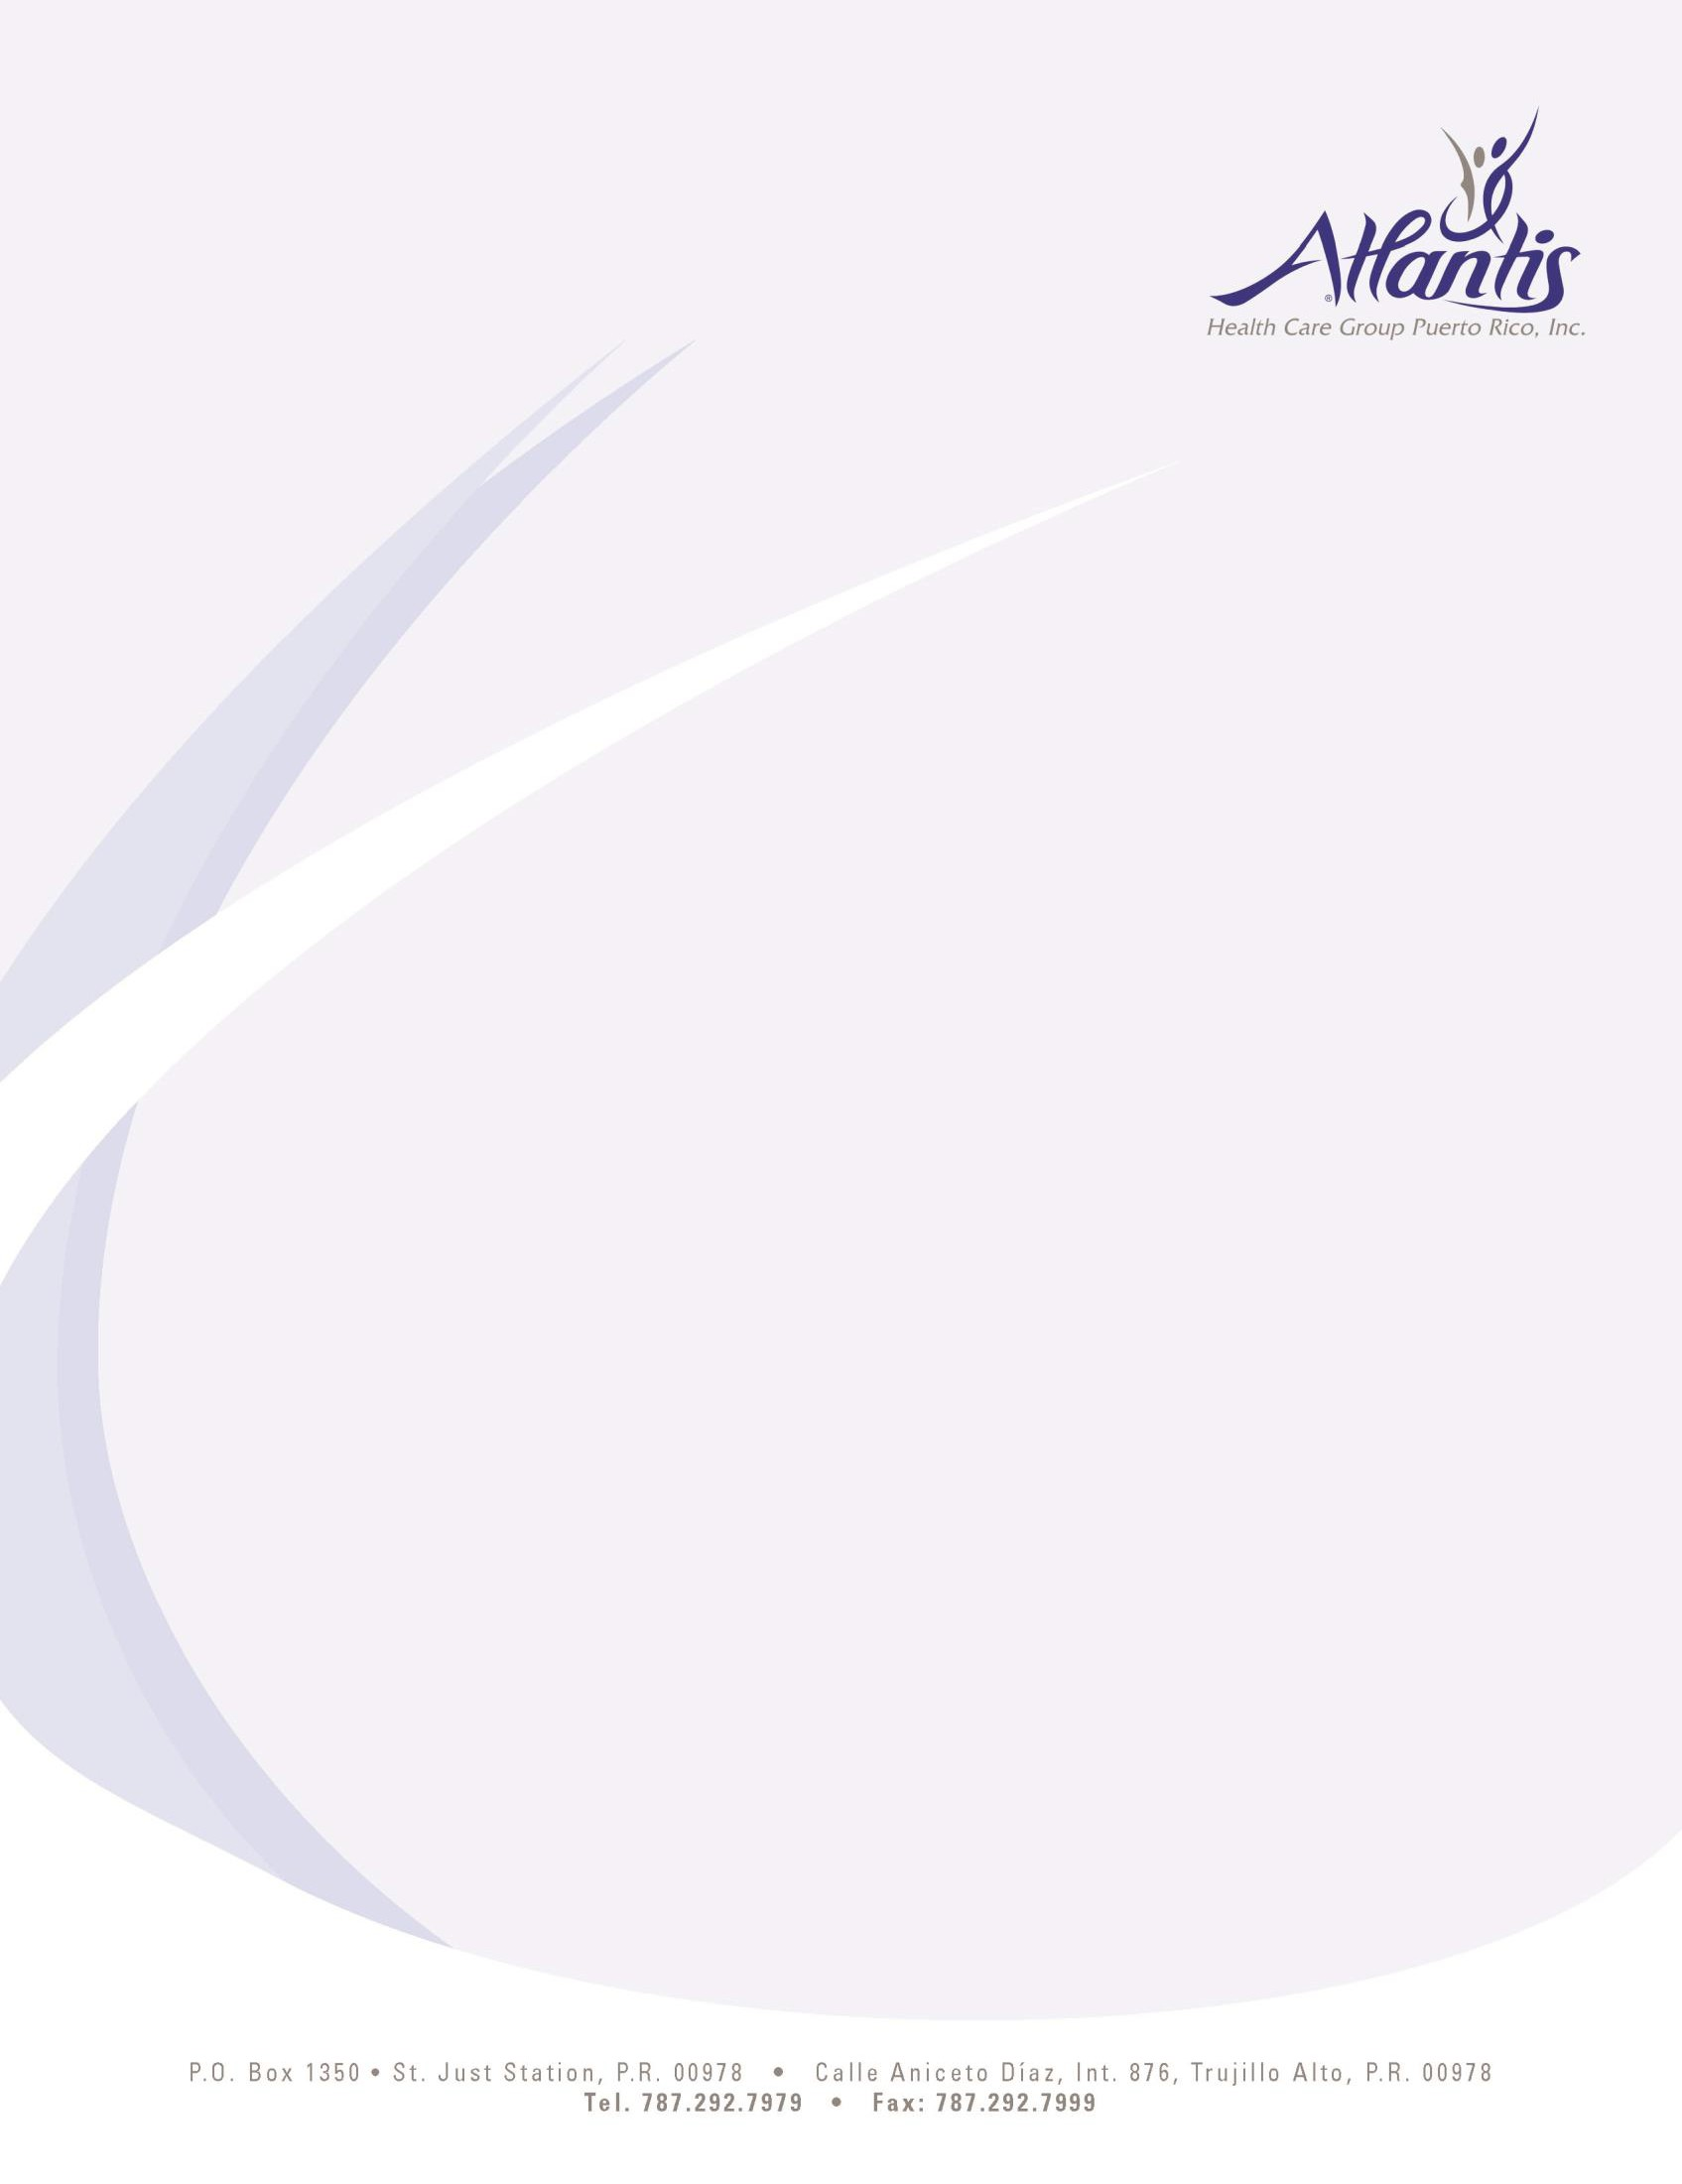 Atlantis
®
Health Care Group Puerto Rico, Inc.
P.O. Box 1350 • St. Just Station, P.R. 00978 • Calle Aniceto Díaz, Int. 876, Trujillo Alto, P.R. 00978
Tel. 787.292.7979 • Fax: 787.292.7999